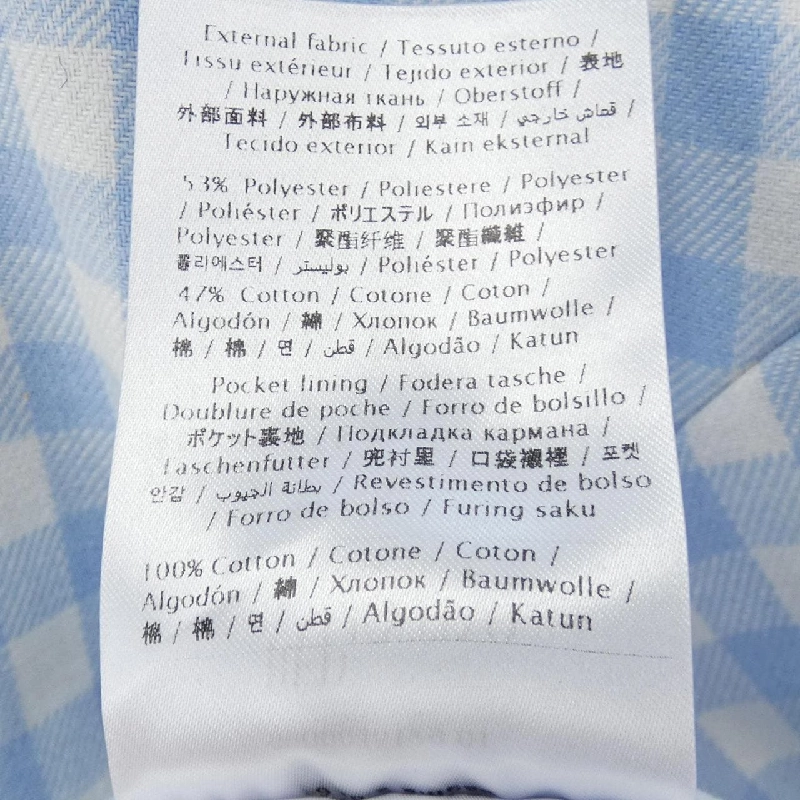 External fabric / Tessuto esterno /
Tissu extérieur / Tejido exterior / 表地
/ Наружная ткань / Oberstoff /
外部面料 / 外部布料 / 외부 소재 / قماش خارجي /
Tecido exterior / Kain eksternal
53% Polyester / Poliestere / Polyester
/ Poliéster / ポリエステル / Полиэфир /
Polyester / 聚酯纤维 / 聚酯纖維 /
폴리에스터 / بوليستر / Poliéster / Polyester
47% Cotton / Cotone / Coton /
Algodón / 綿 / Хлопок / Baumwolle /
棉 / 棉 / 면 / قطن / Algodão / Katun
Pocket lining / Fodera tasche /
Doublure de poche / Forro de bolsillo /
ポケット裏地 / Подкладка кармана /
Taschenfutter / 兜衬里 / 口袋襯裡 / 포켓
안감 / بطانة الجيوب / Revestimento de bolso
/ Forro de bolso / Furing saku
100% Cotton / Cotone / Coton /
Algodón / 綿 / Хлопок / Baumwolle /
棉 / 棉 / 면 / قطن / Algodão / Katun